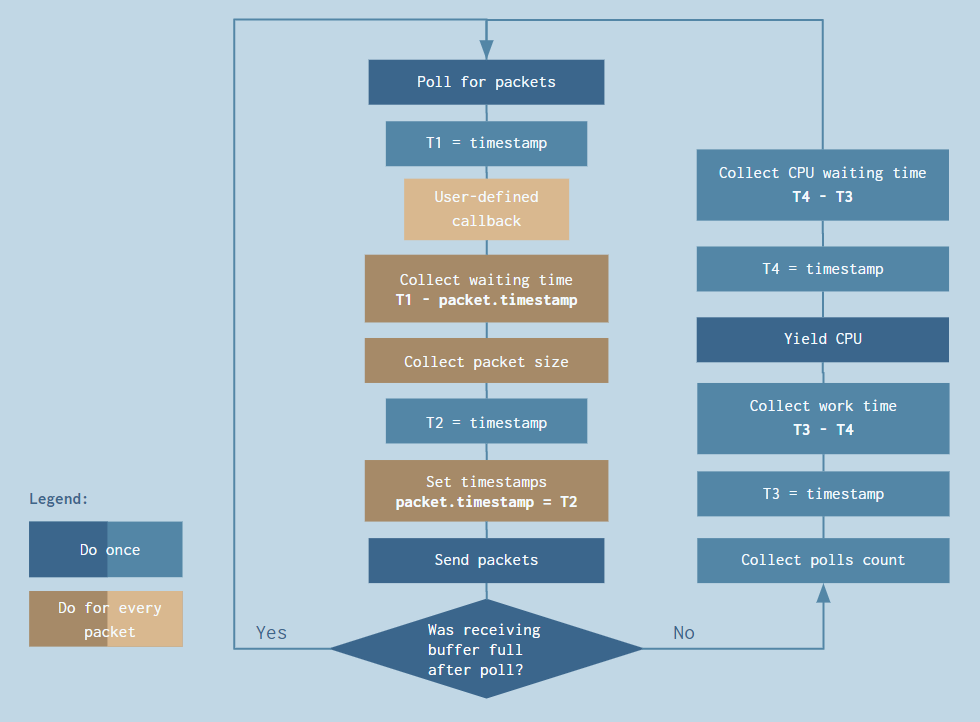 Poll for packets
T1 = timestamp
User-defined
callback
Collect waiting time
T1 - packet.timestamp
Collect packet size
T2 = timestamp
Set timestamps
packet.timestamp = T2
Send packets
Was receiving
buffer full
after poll?
Yes
No
Collect polls count
T3 = timestamp
Collect work time
T3 - T4
Yield CPU
T4 = timestamp
Collect CPU waiting time
T4 - T3
Legend:
Do once
Do for every
packet